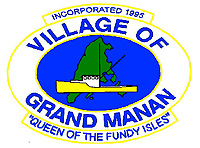 INCORPORATED 1995
VILLAGE OF
GRAND MANAN
"QUEEN OF THE FUNDY ISLES"